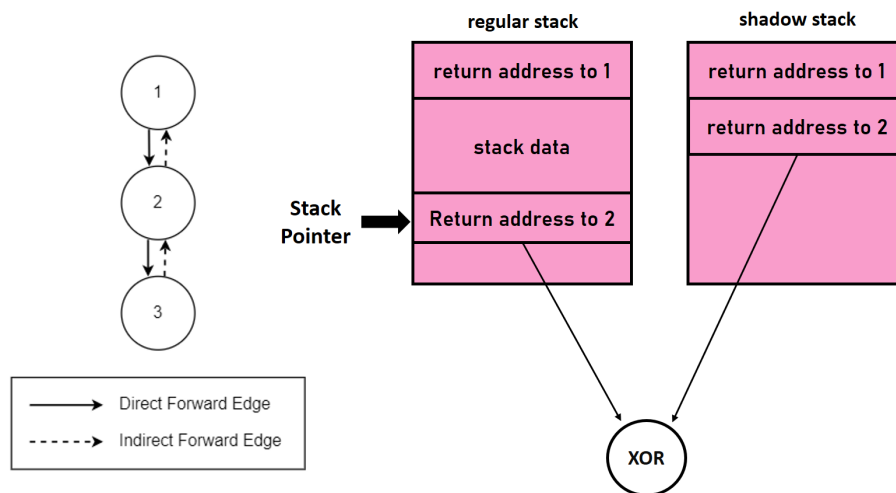 1
2
3
Direct Forward Edge
Indirect Forward Edge
regular stack
return address to 1
stack data
Stack
Pointer
Return address to 2
shadow stack
return address to 1
return address to 2
XOR